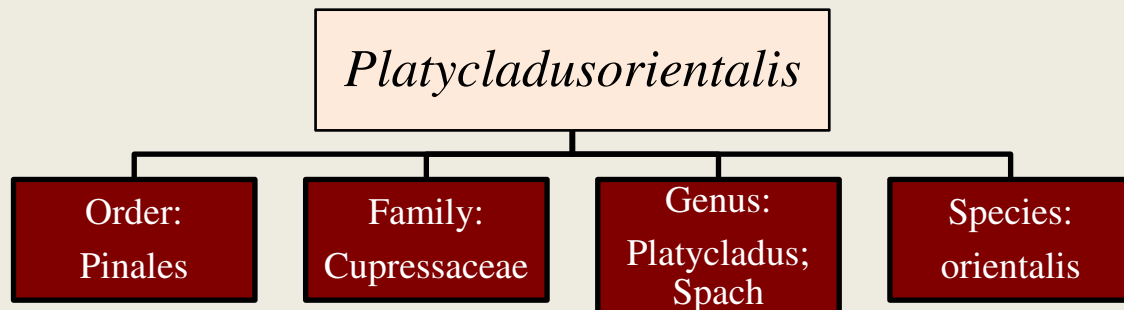 Platycladusorientalis
Order:
Pinales
Family:
Cupressaceae
Genus:
Platycladus;
Spach
Species:
orientalis